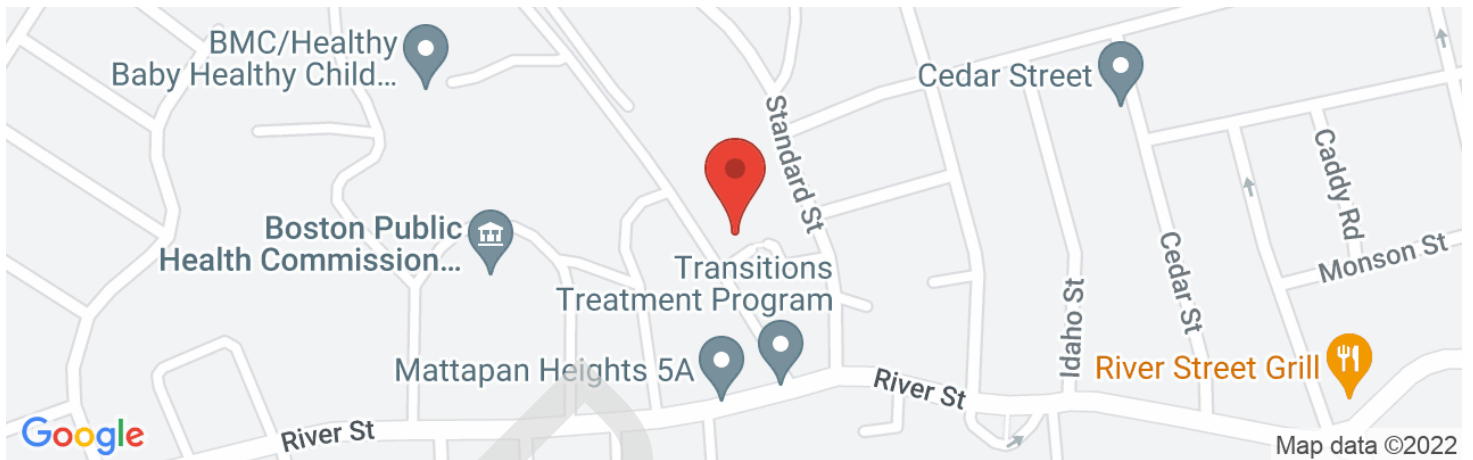 BMC/Healthy
Baby Healthy Child...
Cedar Street
Standard St
Caddy Rd
Boston Public
Health Commission...
Transitions
Treatment Program
Cedar St
Monson St
Idaho St
Mattapan Heights 5A
River St
River Street Grill
River St
Google
Map data ©2022